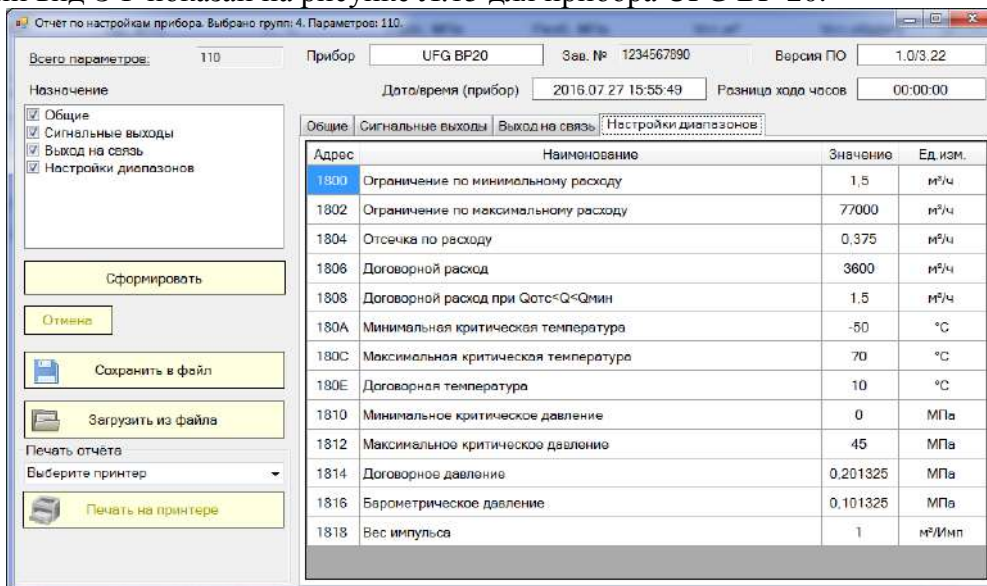 Отчет по настройкам прибора. Выбрано групп: 4. Параметров: 110.
Всего параметров: 110
Прибор UFG BP20 Зав. № 1234567890 Версия ПО 1.0/3.22
Дата/время (прибор) 2016.07.27 15:55:49 Разница хода часов 00:00:00
Назначение
Общие
Сигнальные выходы
Выход на связь
Настройки диапазонов
Сформировать
Отмена
Сохранить в файл
Загрузить из файла
Печать отчёта
Выберите принтер
Печать на принтере
Общие Сигнальные выходы Выход на связь Настройки диапазонов
Адрес Наименование Значение Ед.изм.
1800 Ограничение по минимальному расходу 1,5 м³/ч
1802 Ограничение по максимальному расходу 77000 м³/ч
1804 Отсечка по расходу 0,375 м³/ч
1806 Договорной расход 3600 м³/ч
1808 Договорной расход при Qотс<Q<Qмин 1,5 м³/ч
180A Минимальная критическая температура -50 °C
180C Максимальная критическая температура 70 °C
180E Договорная температура 10 °C
1810 Минимальное критическое давление 0 МПа
1812 Максимальное критическое давление 45 МПа
1814 Договорное давление 0,201325 МПа
1816 Барометрическое давление 0,101325 МПа
1818 Вес импульса 1 м³/Имп